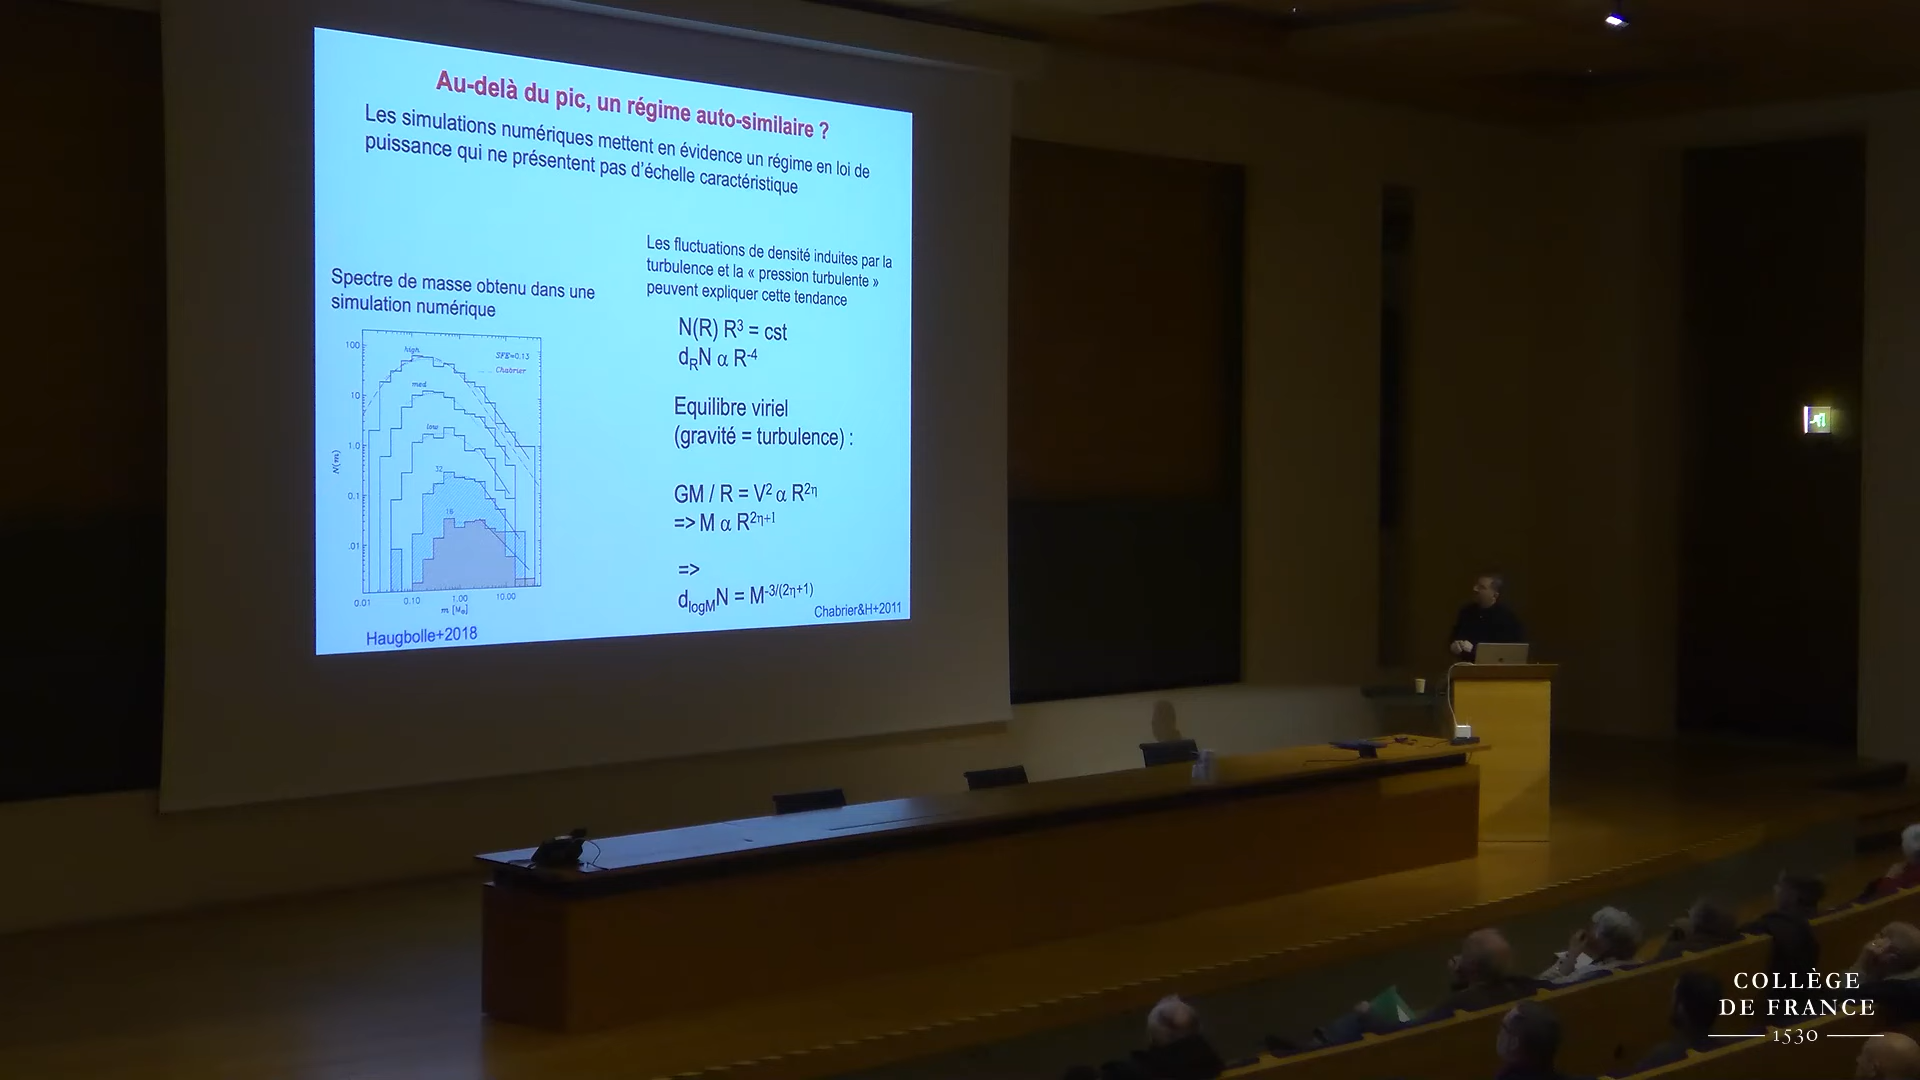 Au-delà du pic, un régime auto-similaire ?
Les simulations numériques mettent en évidence un régime en loi de
puissance qui ne présentent pas d'échelle caractéristique
Spectre de masse obtenu dans une
simulation numérique
100
10
1.0
0.1
.01
N(m)
high
SFE=0.13
Chabrier
med
low
32
16
0.01
0.10
1.00
10.00
m [M⊙]
Haugbolle+2018
Les fluctuations de densité induites par la
turbulence et la « pression turbulente »
peuvent expliquer cette tendance
N(R) R³ = cst
dRN α R⁻⁴
Equilibre viriel
(gravité = turbulence) :
GM / R = V² α R²η
=> M α R²η⁺¹
=>
dlogMN = M-3/(2η+1)
Chabrier&H+2011
COLLÈGE
DE FRANCE
1530